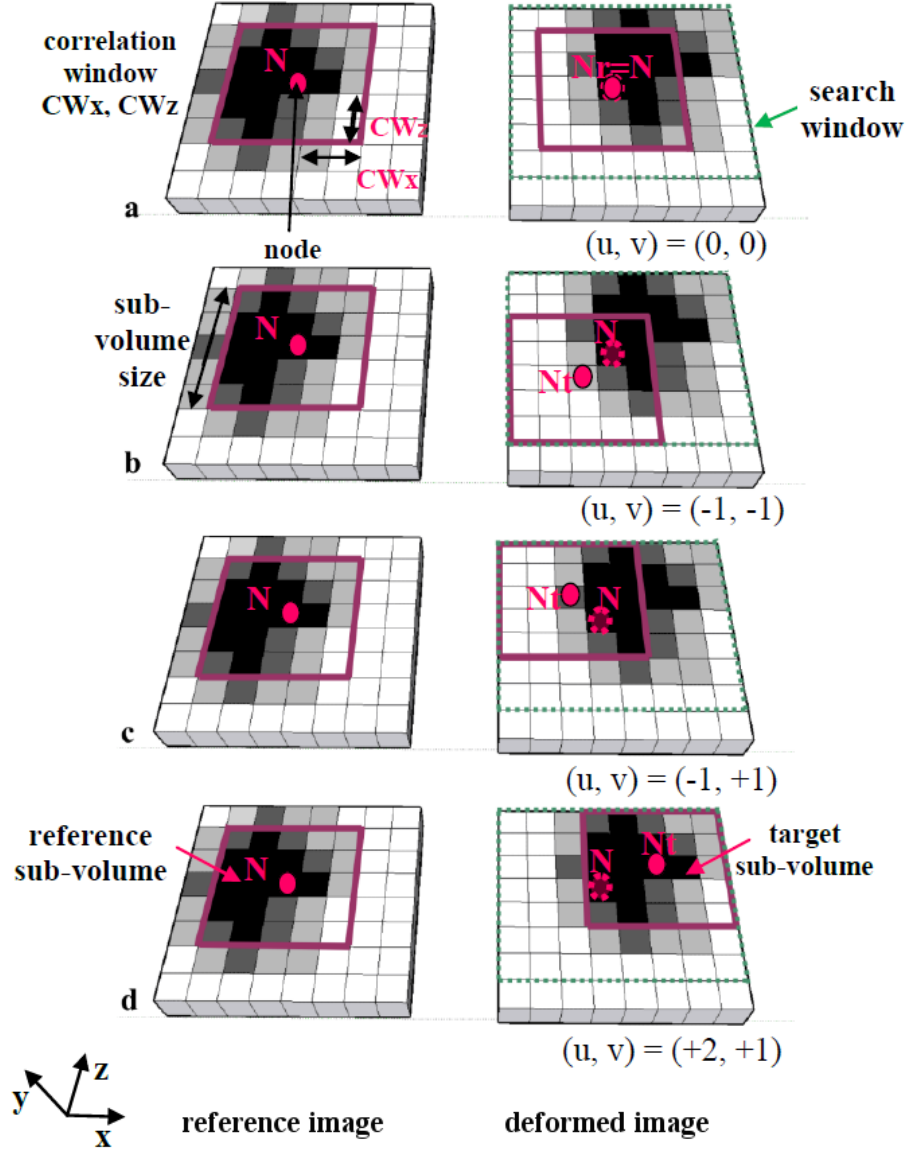 correlation
window
CWx, CWz
N
CWz
CWx
a
node
Nr=N
search
window
(u, v) = (0, 0)
sub-
volume
size
N
b
N
Nt
(u, v) = (-1, -1)
N
c
Nt
N
(u, v) = (-1, +1)
reference
sub-volume
N
d
N
Nt
target
sub-volume
(u, v) = (+2, +1)
z
y
x
reference image
deformed image